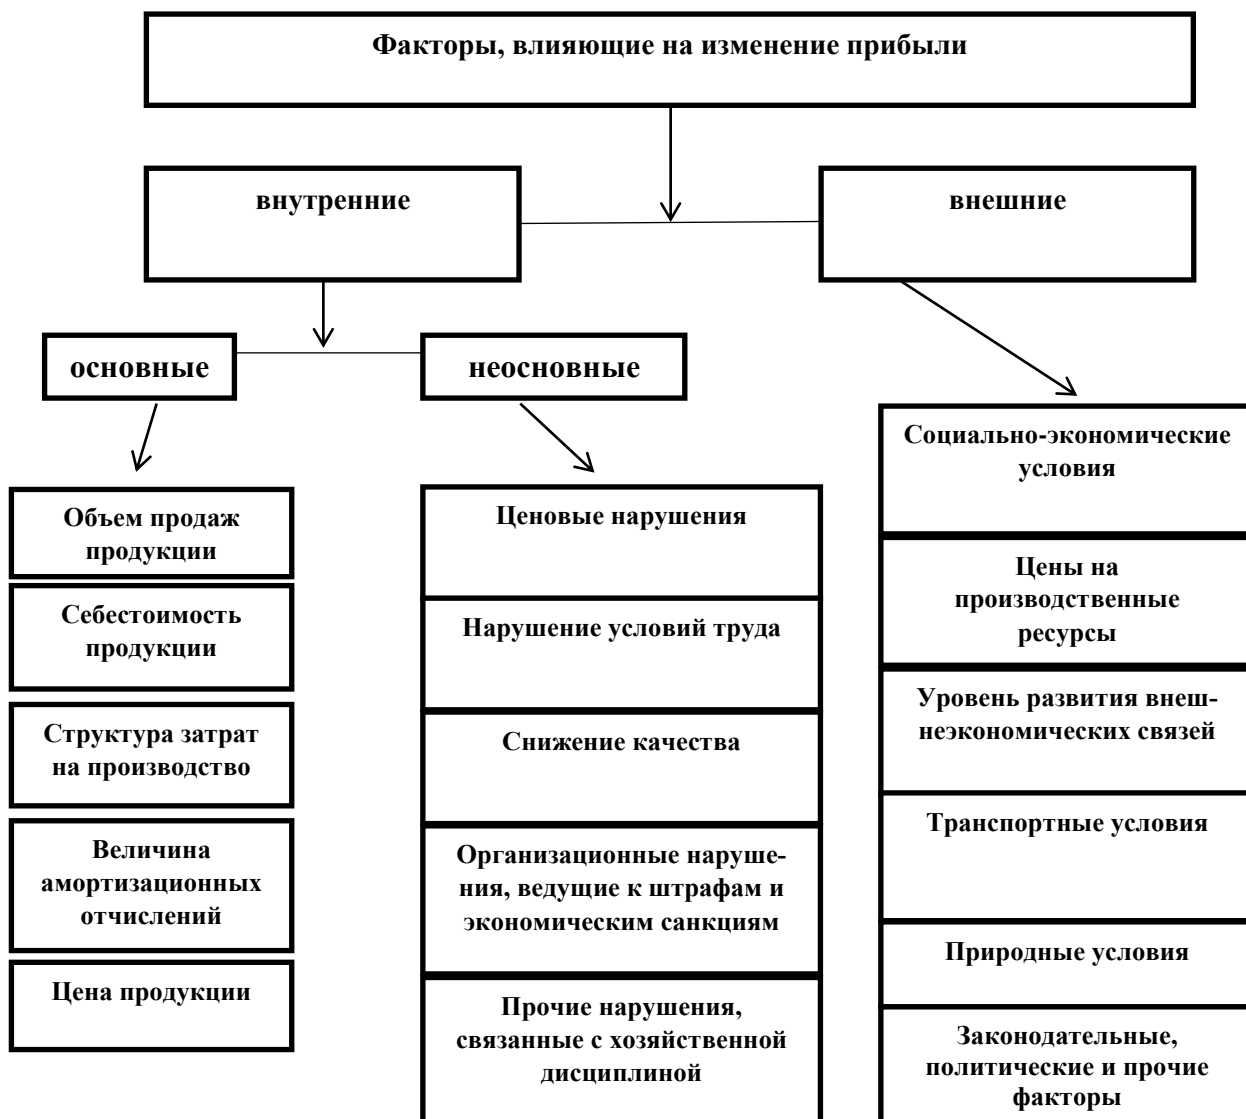 Факторы, влияющие на изменение прибыли
внутренние
внешние
основные
неосновные
Объем продаж
продукции
Себестоимость
продукции
Структура затрат
на производство
Величина
амортизационных
отчислений
Цена продукции
Ценовые нарушения
Нарушение условий труда
Снижение качества
Организационные наруше-
ния, ведущие к штрафам и
экономическим санкциям
Прочие нарушения,
связанные с хозяйственной
дисциплиной
Социально-экономические
условия
Цены на
производственные
ресурсы
Уровень развития внеш-
неэкономических связей
Транспортные условия
Природные условия
Законодательные,
политические и прочие
факторы